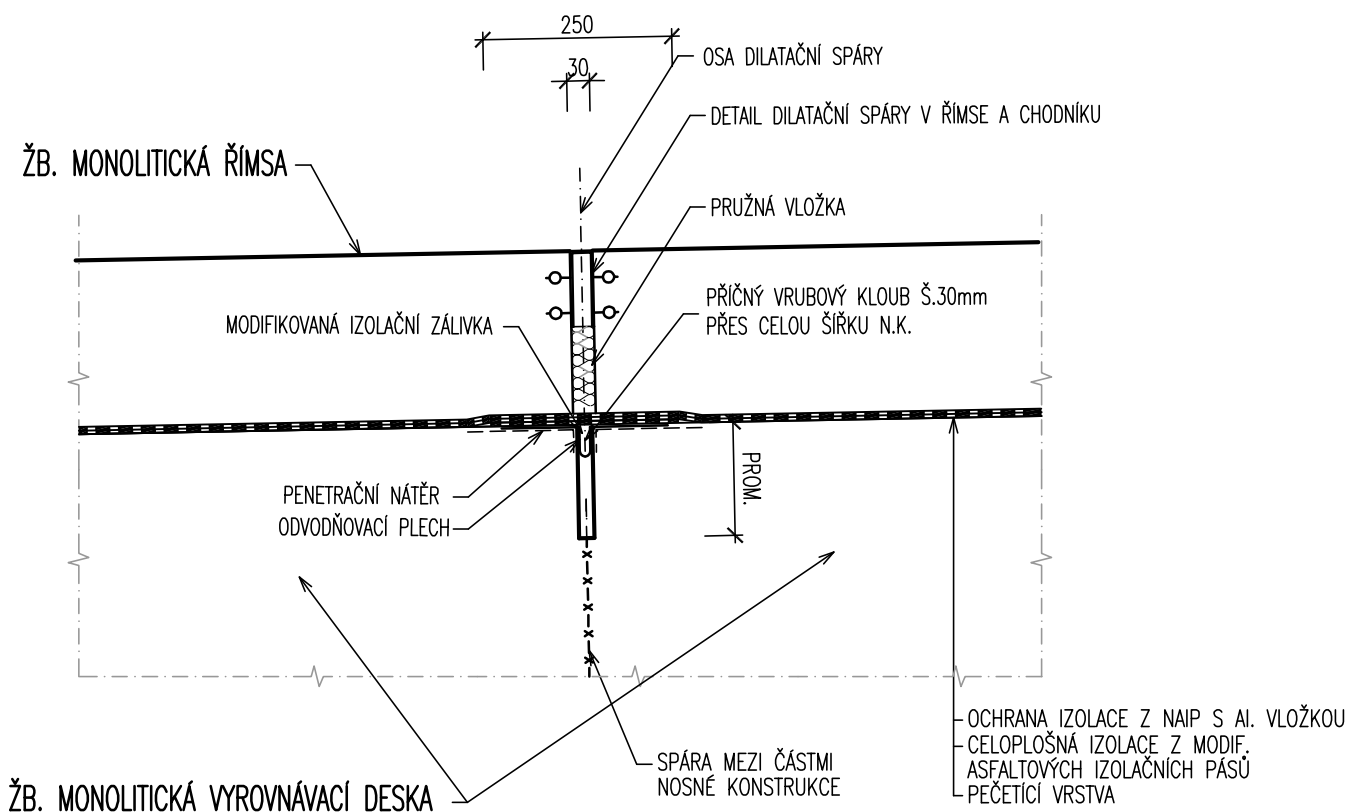 250
OSA DILATAČNÍ SPÁRY
30
DETAIL DILATAČNÍ SPÁRY V ŘÍMSE A CHODNÍKU
ŽB. MONOLITICKÁ ŘÍMSA
PRUŽNÁ VLOŽKA
PŘÍČNÝ VRUBOVÝ KLOUB Š.30mm
PŘES CELOU ŠÍŘKU N.K.
MODIFIKOVANÁ IZOLAČNÍ ZÁLIVKA
PROM.
PENETRAČNÍ NÁTĚR
ODVODŇOVACÍ PLECH
OCHRANA IZOLACE Z NAIP S Al. VLOŽKOU
CELOPLOŠNÁ IZOLACE Z MODIF.
ASFALTOVÝCH IZOLAČNÍCH PÁSŮ
PEČETÍCÍ VRSTVA
SPÁRA MEZI ČÁSTMI
NOSNÉ KONSTRUKCE
ŽB. MONOLITICKÁ VYROVNÁVACÍ DESKA